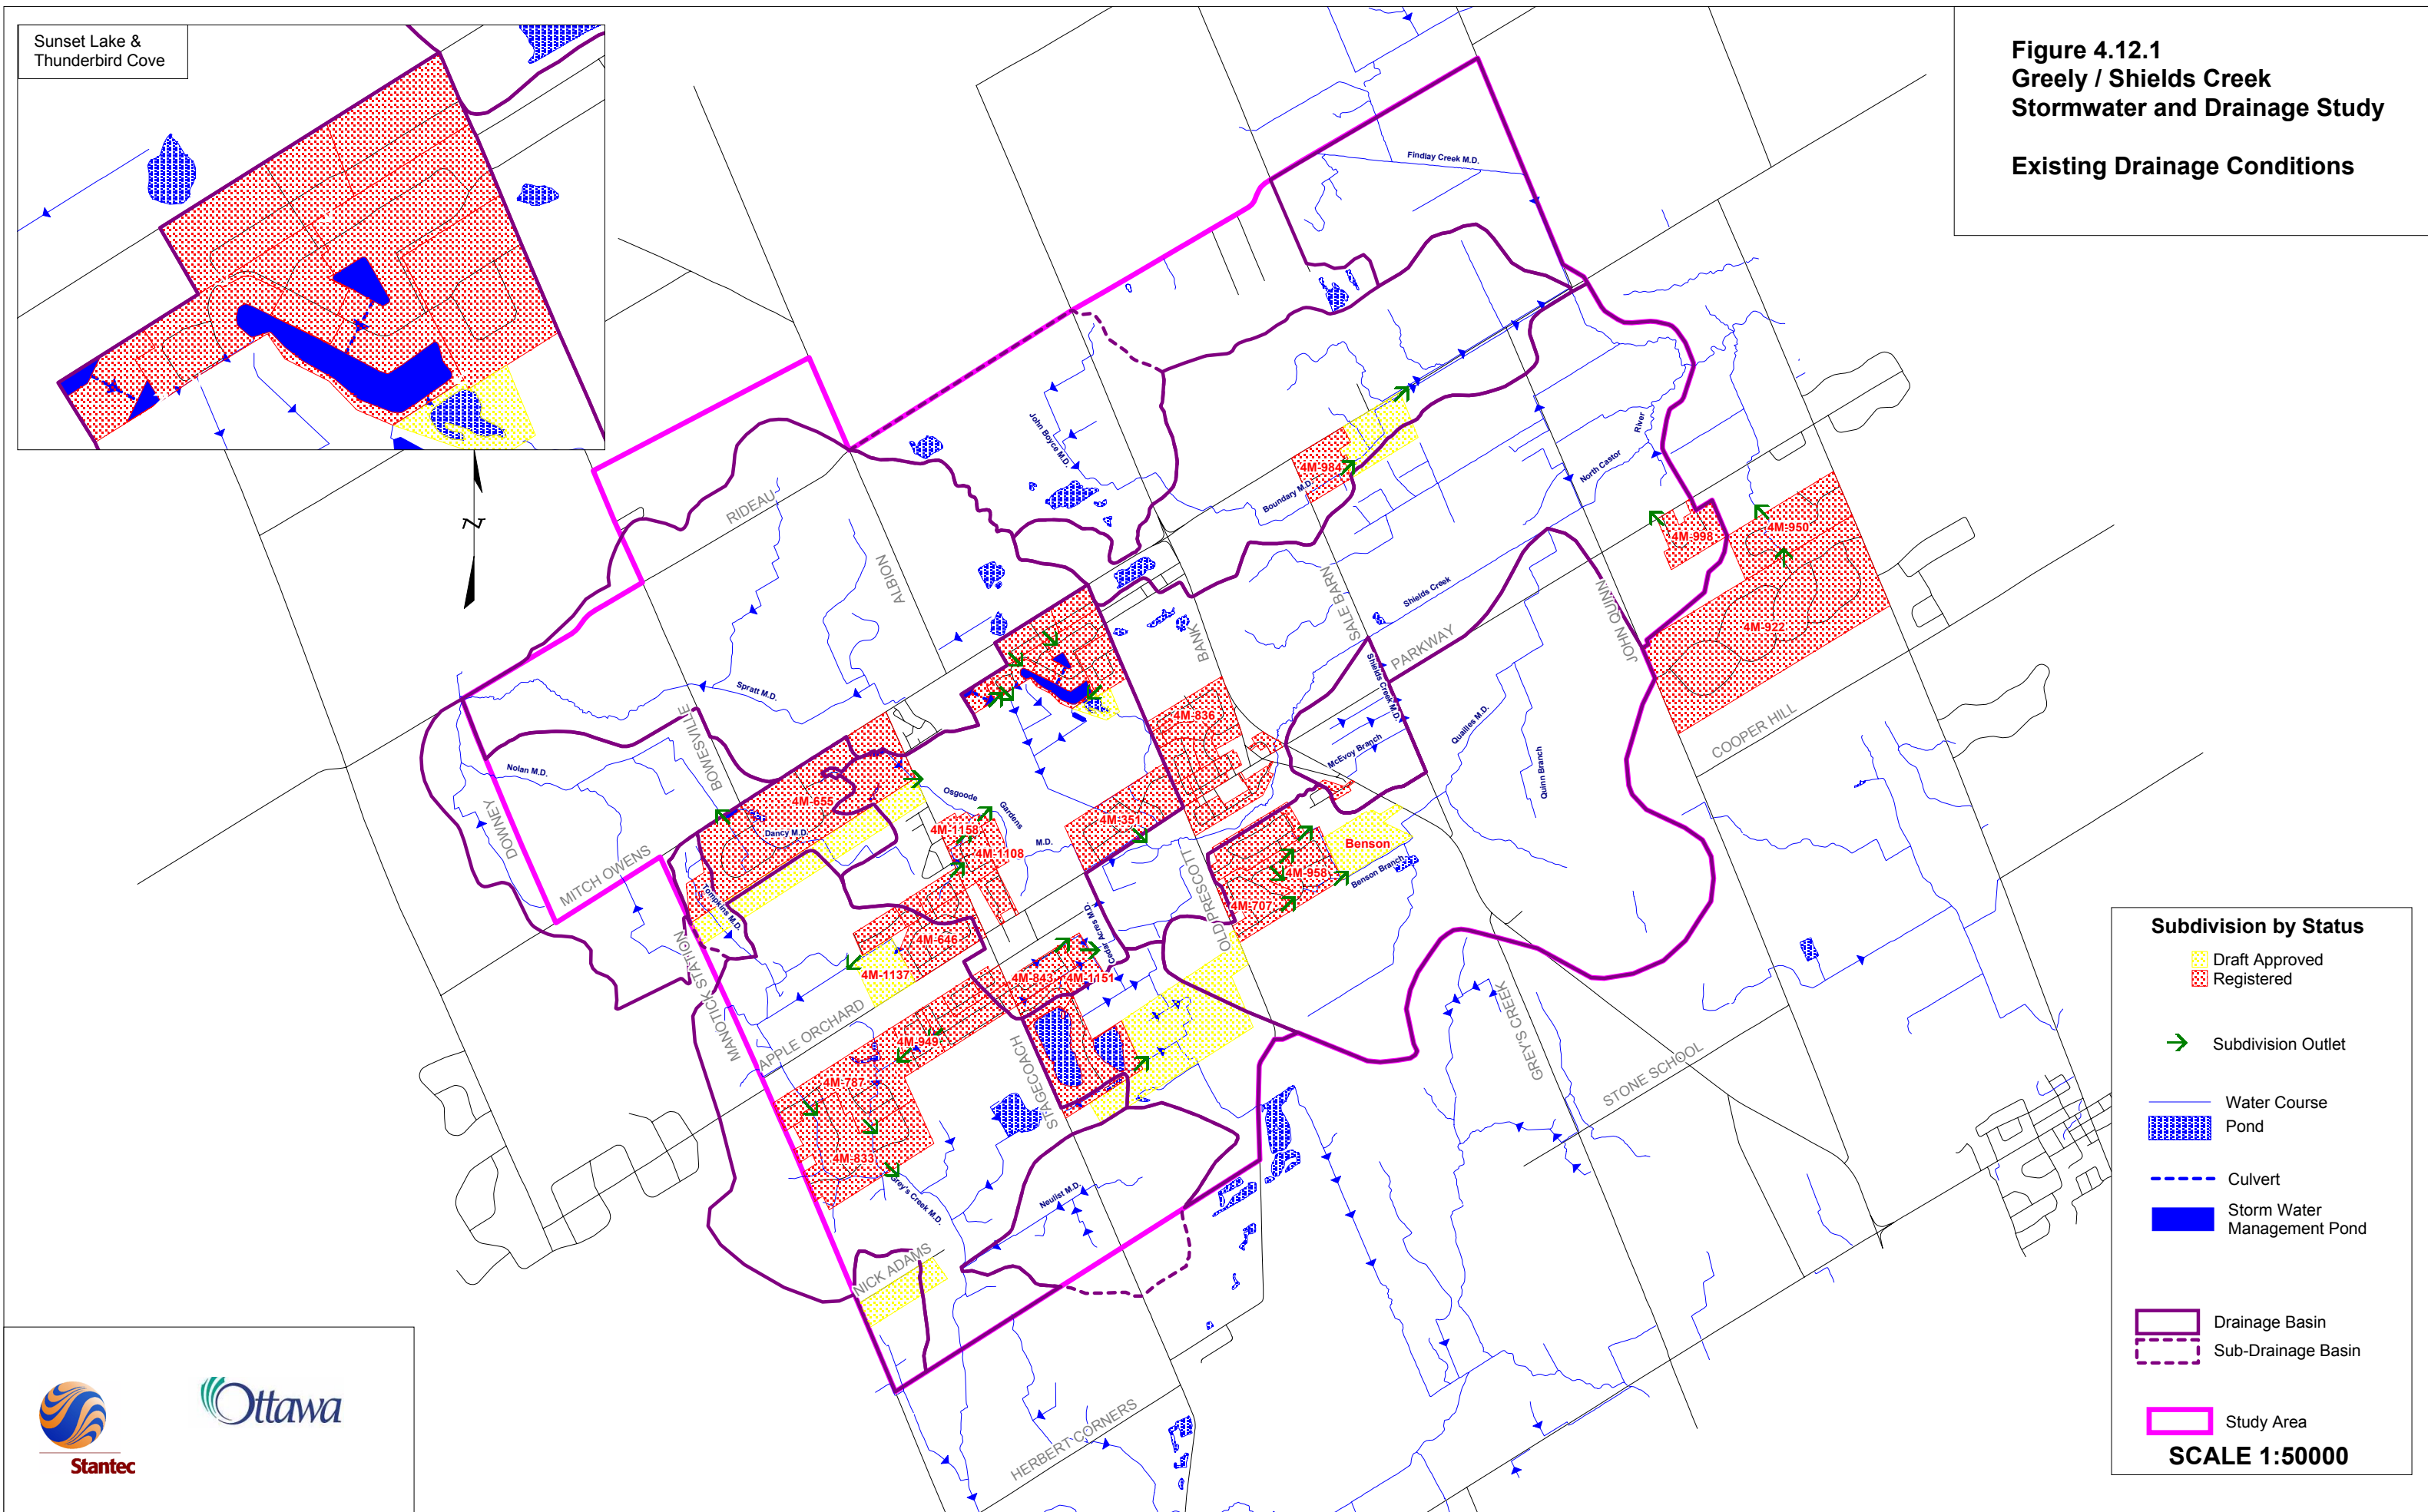 Sunset Lake &
Thunderbird Cove
Figure 4.12.1
Greely / Shields Creek
Stormwater and Drainage Study
Existing Drainage Conditions
Findlay Creek M.D.
John Boyce M.D.
RIDEAU
ALBION
4M-984
Boundary M.D.
North Castor
River
4M-998
4M-950
4M-922
N
SALE BARN
Shields Creek
PARKWAY
JOHN QUINN
BANK
Shields Creek M.D.
Spratt M.D.
BOWESVILLE
4M-836
McEvoy Branch
Quailles M.D.
Quinn Branch
COOPER HILL
Nolan M.D.
DOWNEY
4M-655
Dancy M.D.
Osgoode
Gardens
M.D.
4M-1158
4M-1108
4M-351
MITCH OWENS
Tompkins M.D.
OLD PRESCOTT
Benson
Benson Branch
4M-958
4M-707
Cedar Acres M.D.
4M-646
4M-1137
4M-843
4M-1151
MANOTICK STATION
APPLE ORCHARD
4M-949
4M-787
4M-833
STAGECOACH
GREY'S CREEK
STONE SCHOOL
Grey's Creek M.D.
Neulist M.D.
NICK ADAMS
HERBERT CORNERS
Subdivision by Status
Draft Approved
Registered
Subdivision Outlet
Water Course
Pond
Culvert
Storm Water
Management Pond
Drainage Basin
Sub-Drainage Basin
Study Area
SCALE 1:50000
Stantec
Ottawa